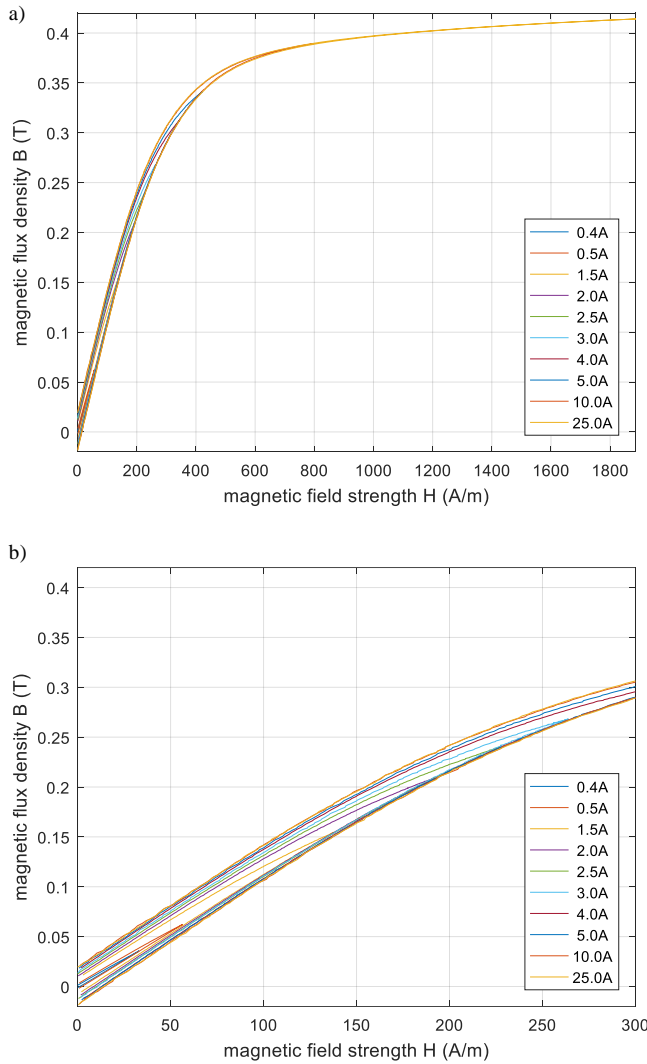 a)
0.4
0.35
0.3
0.25
0.2
0.15
0.1
0.05
0
magnetic flux density B (T)
0.4A
0.5A
1.5A
2.0A
2.5A
3.0A
4.0A
5.0A
10.0A
25.0A
0 200 400 600 800 1000 1200 1400 1600 1800
magnetic field strength H (A/m)
b)
0.4
0.35
0.3
0.25
0.2
0.15
0.1
0.05
0
magnetic flux density B (T)
0.4A
0.5A
1.5A
2.0A
2.5A
3.0A
4.0A
5.0A
10.0A
25.0A
0 50 100 150 200 250 300
magnetic field strength H (A/m)